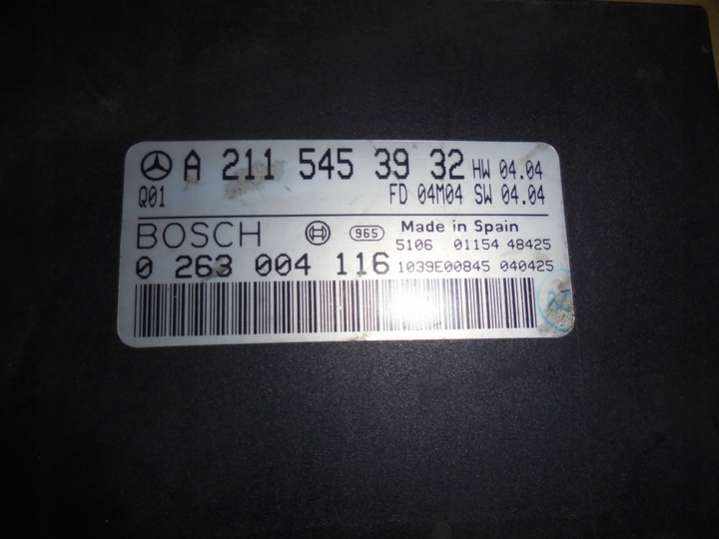 A 211 545 39 32 HW 04.04
Q01 FD 04M04 SW 04.04
BOSCH 965 Made in Spain
5106 01154 48425
0 263 004 116 1039E00845 040425